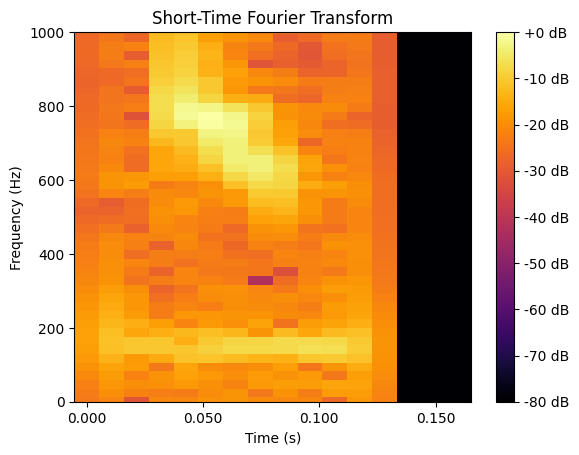 Short-Time Fourier Transform
1000
800
600
400
200
0
Frequency (Hz)
0.000
0.050
0.100
0.150
Time (s)
+0 dB
-10 dB
-20 dB
-30 dB
-40 dB
-50 dB
-60 dB
-70 dB
-80 dB